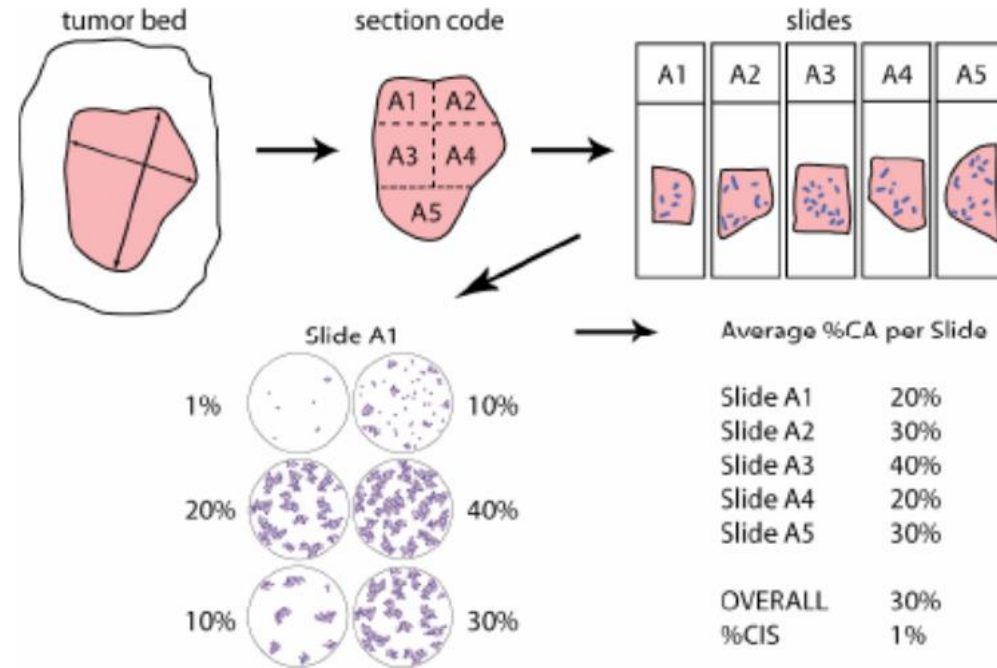 tumor bed
section code
slides
A1 A2
A3 A4
A5
A1 A2 A3 A4 A5
Slide A1
1% 10%
20% 40%
10% 30%
Average %CA per Slide
Slide A1 20%
Slide A2 30%
Slide A3 40%
Slide A4 20%
Slide A5 30%
OVERALL 30%
%CIS 1%